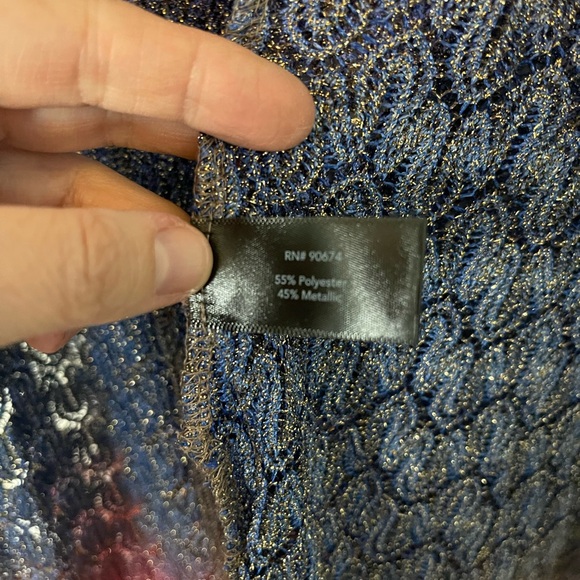 RN# 90674
55% Polyester
45% Metallic